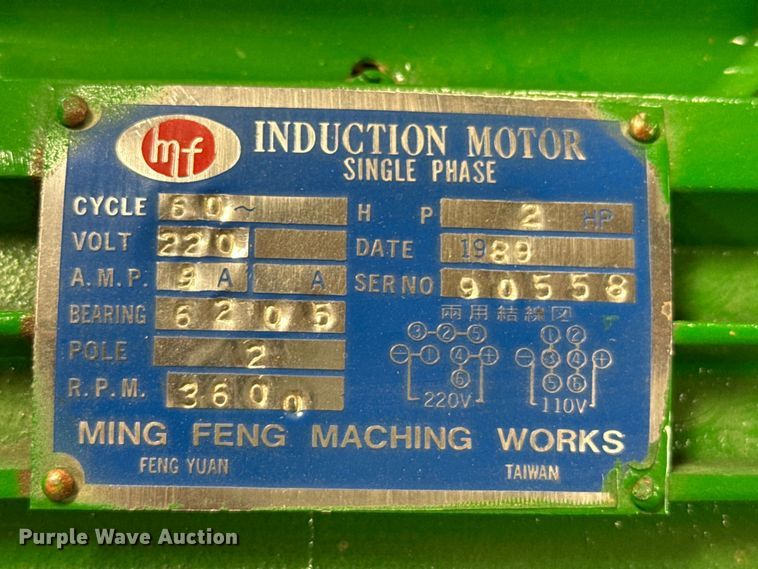 mf INDUCTION MOTOR
SINGLE PHASE
CYCLE 60~ H P 2 HP
VOLT 220 DATE 1989
A.M.P. 9 A A SER NO 90558
BEARING 6205 兩用結線図
POLE 2
R.P.M. 3600
3-2-5
- 1 4 +
6
220V
1 2
- 3 4 +
5 6
110V
MING FENG MACHING WORKS
FENG YUAN TAIWAN
Purple Wave Auction